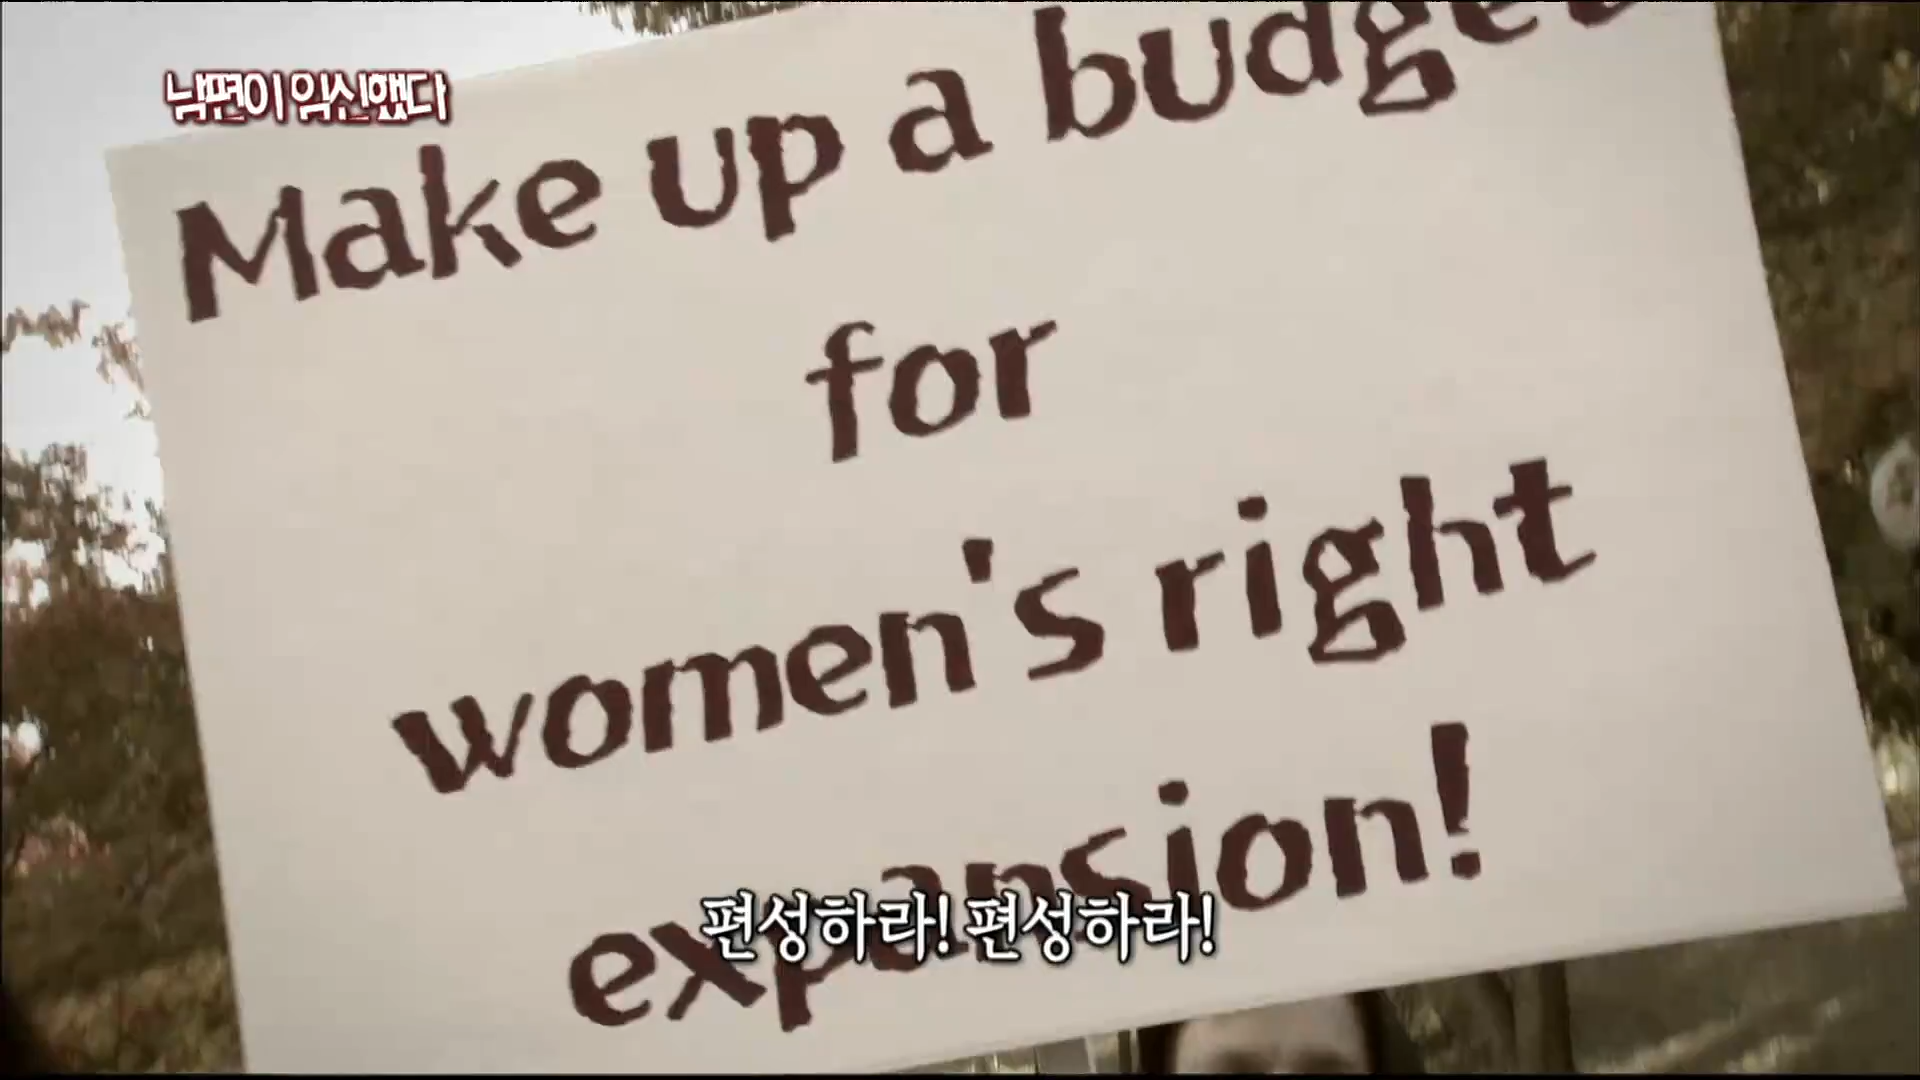 남편이 임신했다
Make up a budget
for
women's right
expansion!
편성하라! 편성하라!